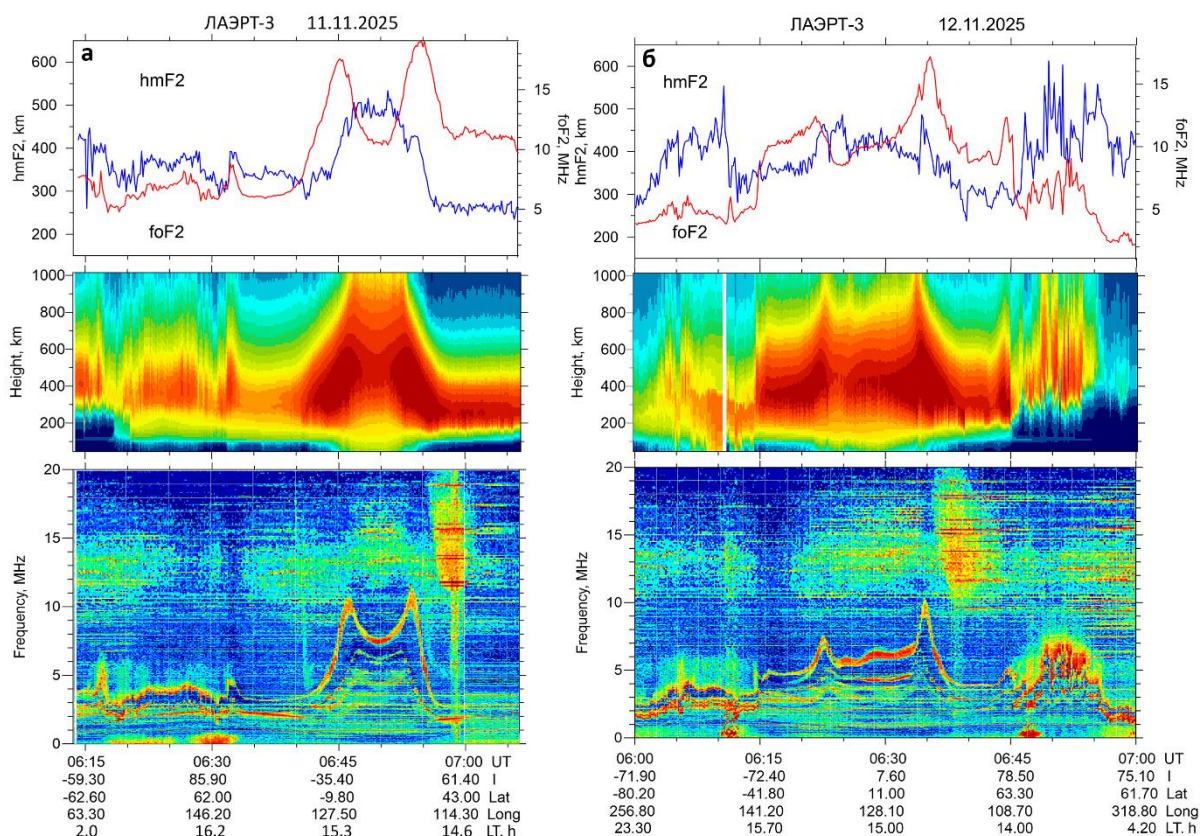 ЛАЭРТ-3 11.11.2025
а
hmF2
foF2
hmF2, km
600
500
400
300
200
foF2, MHz
15
10
5
Height, km
1000
800
600
400
200
Frequency, MHz
20
15
10
5
0
06:15 06:30 06:45 07:00 UT
-59.30 85.90 -35.40 61.40 I
-62.60 62.00 -9.80 43.00 Lat
63.30 146.20 127.50 114.30 Long
2.0 16.2 15.3 14.6 LT. h
ЛАЭРТ-3 12.11.2025
б
hmF2
foF2
hmF2, km
600
500
400
300
200
foF2, MHz
15
10
5
Height, km
1000
800
600
400
200
Frequency, MHz
20
15
10
5
0
06:00 06:15 06:30 06:45 07:00 UT
-71.90 -72.40 7.60 78.50 75.10 I
-80.20 -41.80 11.00 63.30 61.70 Lat
256.80 141.20 128.10 108.70 318.80 Long
23.30 15.70 15.00 14.00 4.20 LT. h